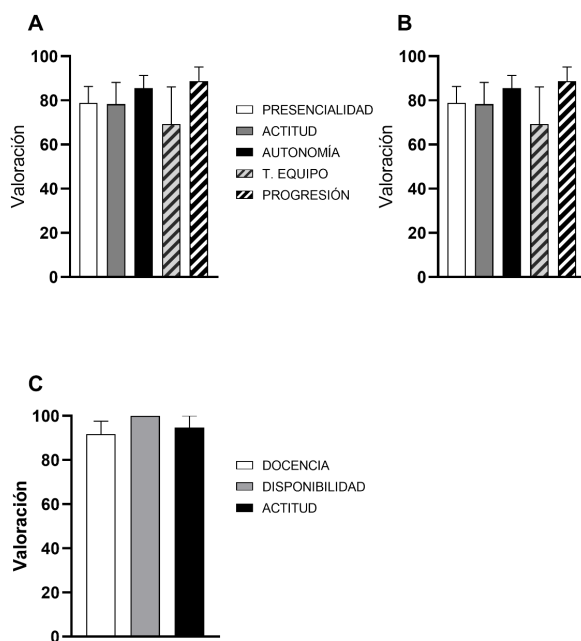 A
Valoración
100
80
60
40
20
0
PRESENCIALIDAD
ACTITUD
AUTONOMÍA
T. EQUIPO
PROGRESIÓN
B
Valoración
100
80
60
40
20
0
C
Valoración
100
80
60
40
20
0
DOCENCIA
DISPONIBILIDAD
ACTITUD